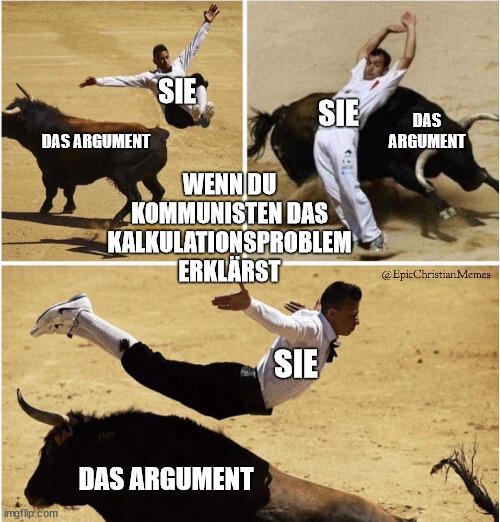 SIE
DAS ARGUMENT
SIE
DAS
ARGUMENT
WENN DU
KOMMUNISTEN DAS
KALKULATIONSPROBLEM
ERKLÄRST
@EpicChristianMemes
SIE
DAS ARGUMENT
imgflip.com